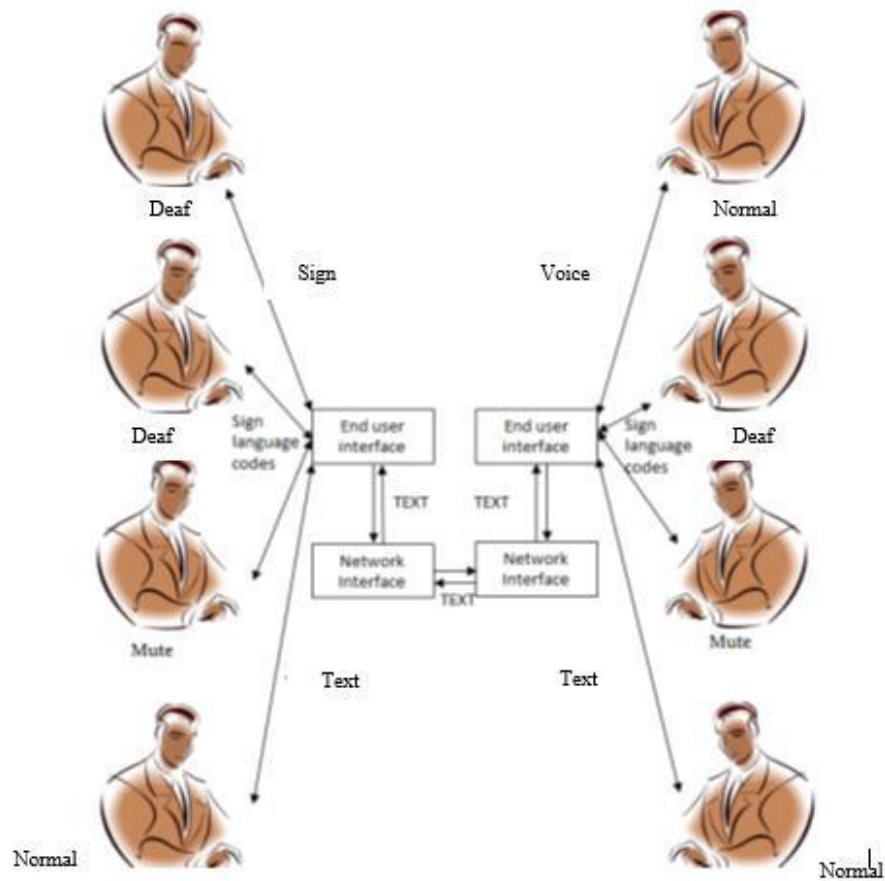 Deaf
Normal
Sign
Voice
Deaf
Sign
language
codes
End user
interface
End user
interface
Sign
language
codes
Deaf
TEXT
TEXT
Network
Interface
Network
Interface
TEXT
Mute
Mute
Text
Text
Normal
Normal